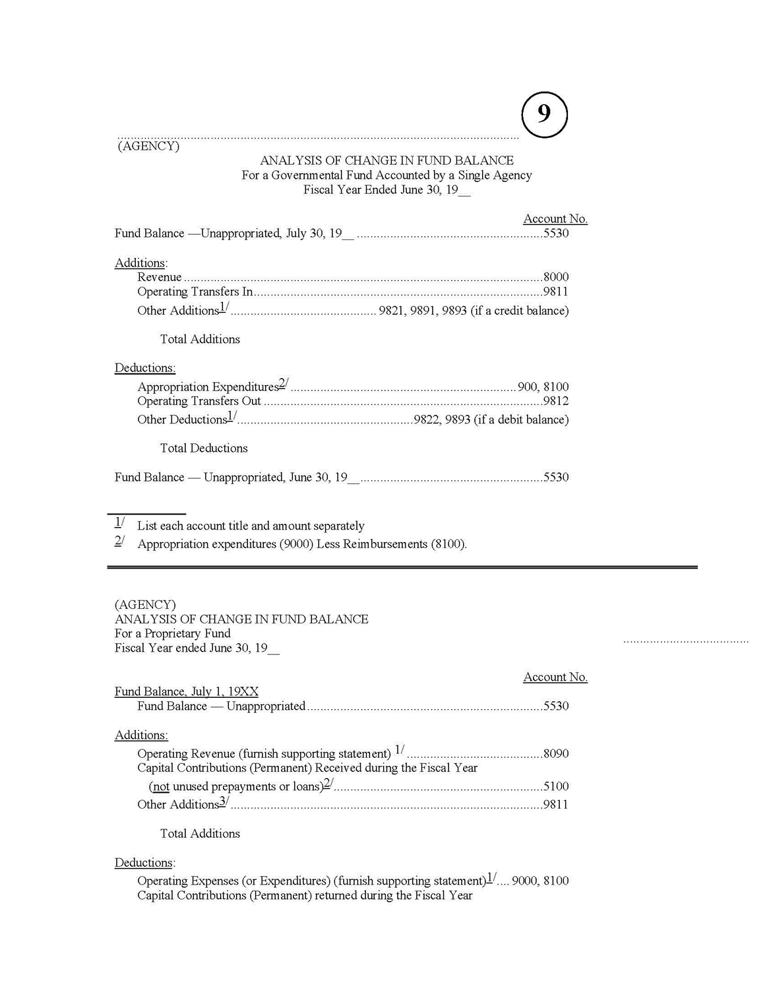 9
................................................................................................................
(AGENCY)
ANALYSIS OF CHANGE IN FUND BALANCE
For a Governmental Fund Accounted by a Single Agency
Fiscal Year Ended June 30, 19__
Account No.
Fund Balance —Unappropriated, July 30, 19__ ........................................................5530
Additions:
Revenue ............................................................................................................8000
Operating Transfers In.......................................................................................9811
Other Additions1/ ............................................ 9821, 9891, 9893 (if a credit balance)
Total Additions
Deductions:
Appropriation Expenditures2/ .................................................................... 900, 8100
Operating Transfers Out ....................................................................................9812
Other Deductions1/.....................................................9822, 9893 (if a debit balance)
Total Deductions
Fund Balance — Unappropriated, June 30, 19__.......................................................5530
1/ List each account title and amount separately
2/ Appropriation expenditures (9000) Less Reimbursements (8100).
(AGENCY)
ANALYSIS OF CHANGE IN FUND BALANCE
For a Proprietary Fund
......................................
Fiscal Year ended June 30, 19__
Account No.
Fund Balance, July 1, 19XX
Fund Balance — Unappropriated.......................................................................5530
Additions:
Operating Revenue (furnish supporting statement) 1/ .........................................8090
Capital Contributions (Permanent) Received during the Fiscal Year
(not unused prepayments or loans)2/...............................................................5100
Other Additions3/ ..............................................................................................9811
Total Additions
Deductions:
Operating Expenses (or Expenditures) (furnish supporting statement)1/.... 9000, 8100
Capital Contributions (Permanent) returned during the Fiscal Year